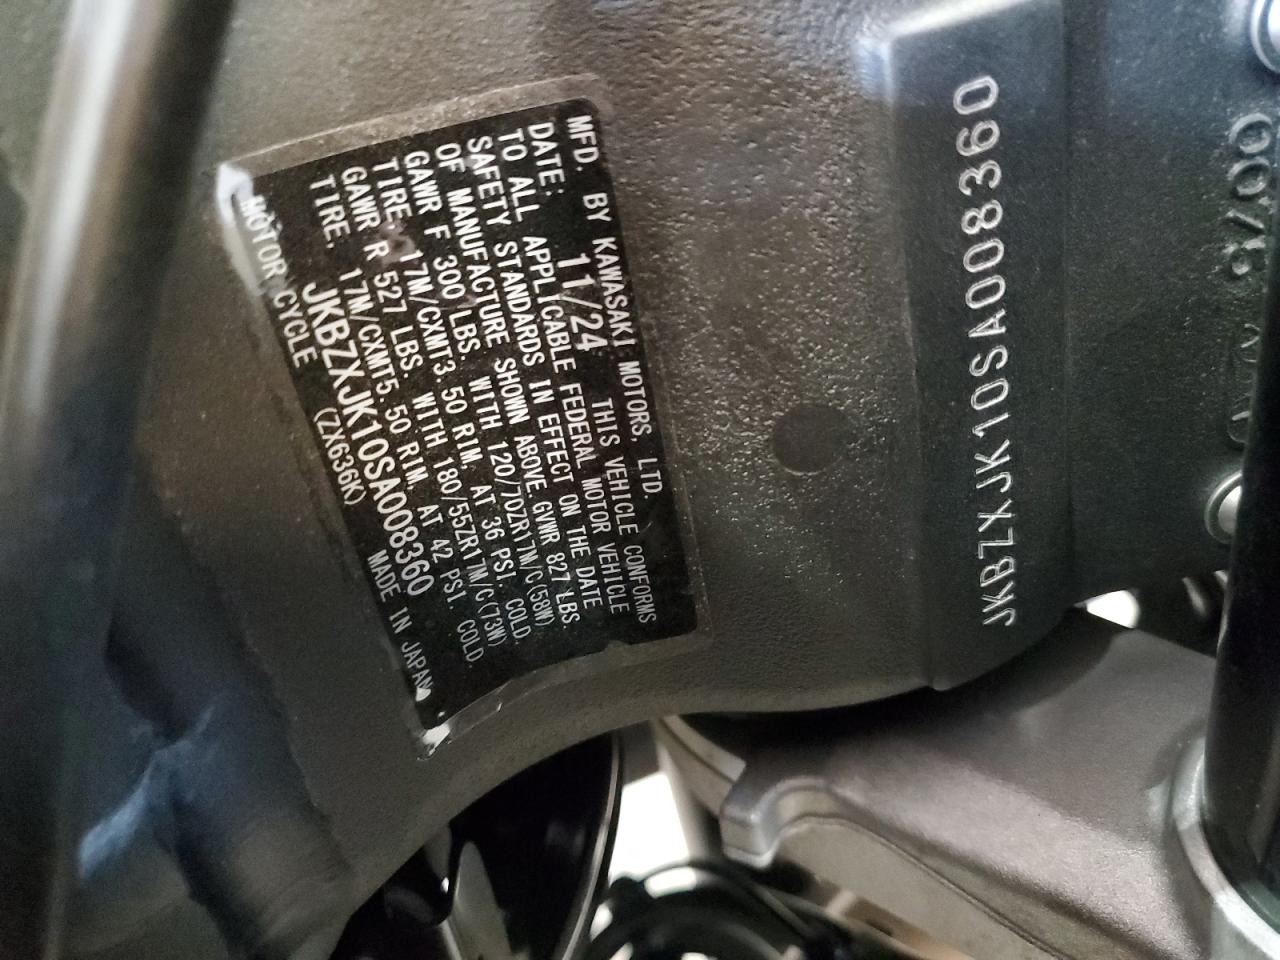 MFD. BY KAWASAKI MOTORS, LTD.
DATE: 11/24 THIS VEHICLE CONFORMS
TO ALL APPLICABLE FEDERAL MOTOR VEHICLE
SAFETY STANDARDS IN EFFECT ON THE DATE
OF MANUFACTURE SHOWN ABOVE. GVWR 827 LBS.
GAWR F 300 LBS. WITH 120/70ZR17M/C(58W)
TIRE, 17M/CXMT3.50 RIM, AT 36 PSI. COLD.
GAWR R 527 LBS. WITH 180/55ZR17M/C(73W)
TIRE, 17M/CXMT5.50 RIM, AT 42 PSI. COLD.
JKBZXJK10SA008360
MOTOR CYCLE (ZX636K) MADE IN JAPAN
JKBZXJK10SA008360